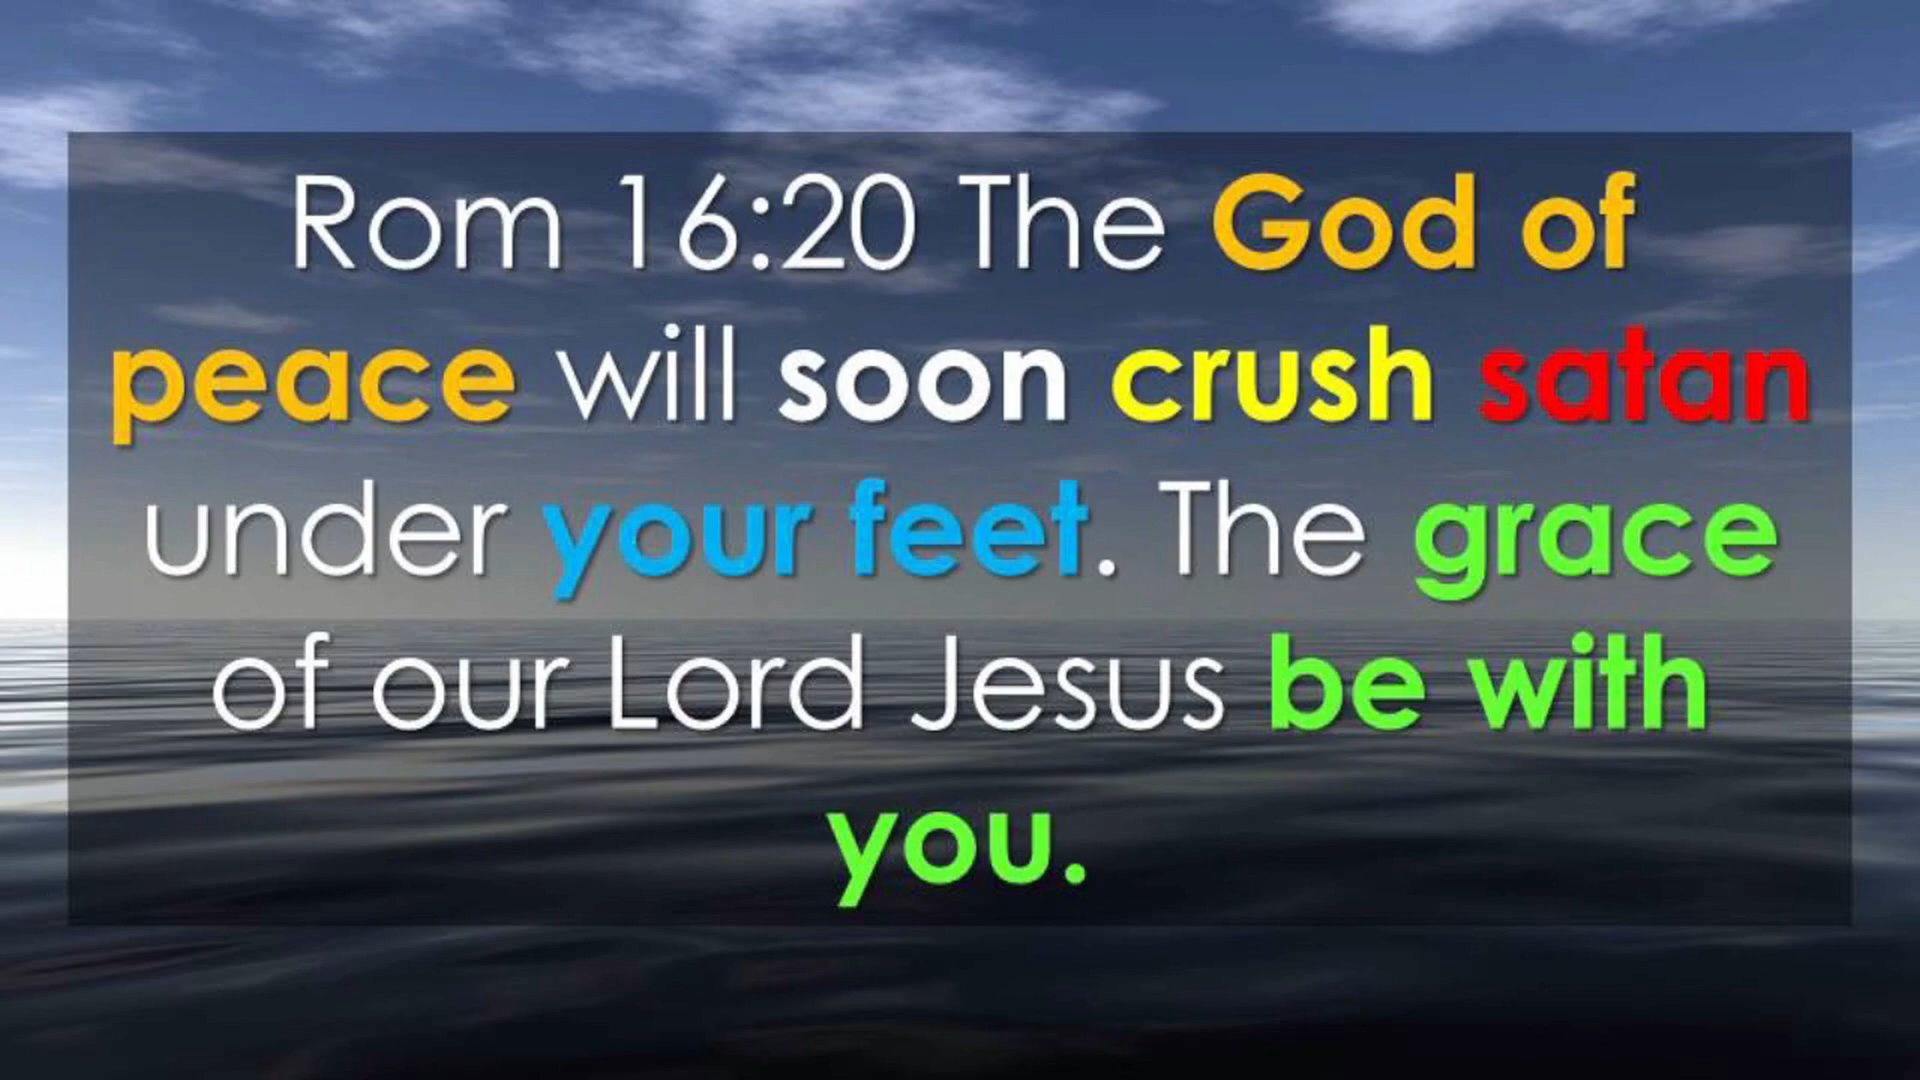 Rom 16:20 The God of
peace will soon crush satan
under your feet. The grace
of our Lord Jesus be with
you.